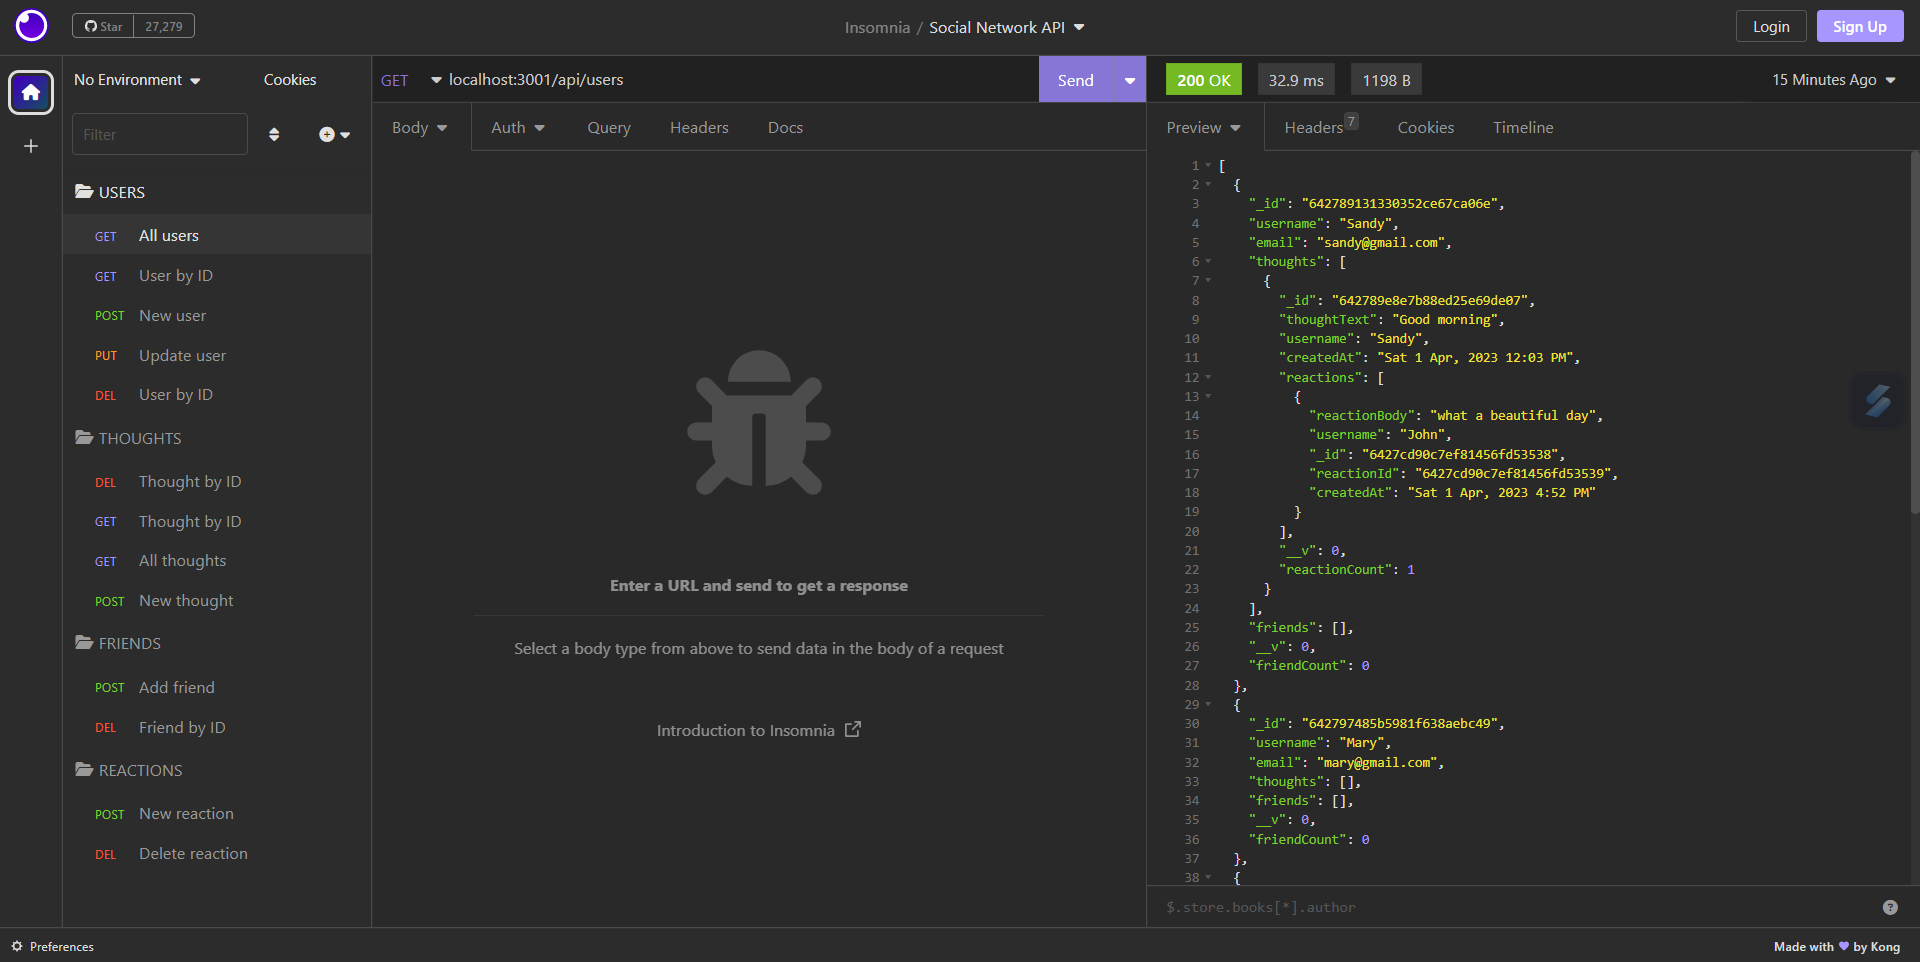 Star 27,279
Insomnia / Social Network API
Login
Sign Up
No Environment
Cookies
Filter
USERS
GET All users
GET User by ID
POST New user
PUT Update user
DEL User by ID
THOUGHTS
DEL Thought by ID
GET Thought by ID
GET All thoughts
POST New thought
FRIENDS
POST Add friend
DEL Friend by ID
REACTIONS
POST New reaction
DEL Delete reaction
GET localhost:3001/api/users
Send
Body Auth Query Headers Docs
Enter a URL and send to get a response
Select a body type from above to send data in the body of a request
Introduction to Insomnia
200 OK 32.9 ms 1198 B
15 Minutes Ago
Preview Headers 7 Cookies Timeline
1 [
2 {
3 "_id": "642789131330352ce67ca06e",
4 "username": "Sandy",
5 "email": "sandy@gmail.com",
6 "thoughts": [
7 {
8 "_id": "642789e8e7b88ed25e69de07",
9 "thoughtText": "Good morning",
10 "username": "Sandy",
11 "createdAt": "Sat 1 Apr, 2023 12:03 PM",
12 "reactions": [
13 {
14 "reactionBody": "what a beautiful day",
15 "username": "John",
16 "_id": "6427cd90c7ef81456fd53538",
17 "reactionId": "6427cd90c7ef81456fd53539",
18 "createdAt": "Sat 1 Apr, 2023 4:52 PM"
19 }
20 ],
21 "__v": 0,
22 "reactionCount": 1
23 }
24 ],
25 "friends": [],
26 "__v": 0,
27 "friendCount": 0
28 },
29 {
30 "_id": "642797485b5981f638aebc49",
31 "username": "Mary",
32 "email": "mary@gmail.com",
33 "thoughts": [],
34 "friends": [],
35 "__v": 0,
36 "friendCount": 0
37 },
38 {
$.store.books[*].author
Preferences
Made with 💜 by Kong